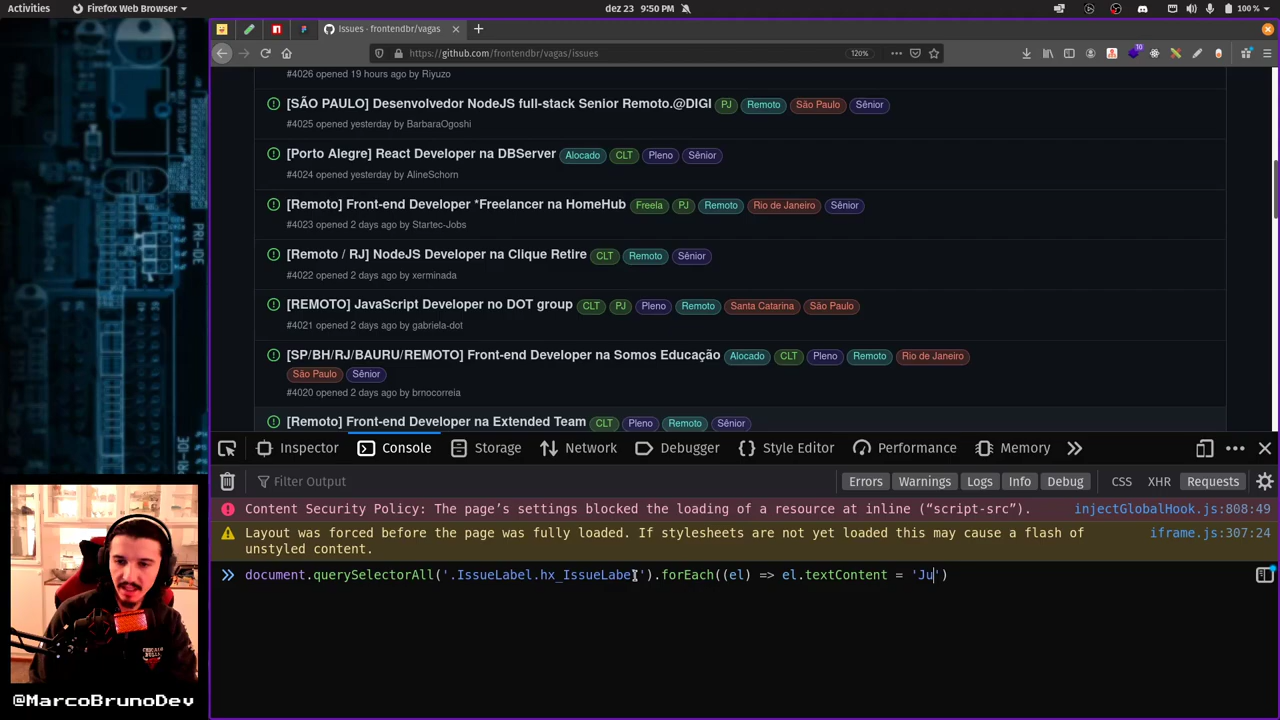 Activities
Firefox Web Browser
dez 23 9:50 PM
100 %
Issues · frontendbr/vagas
https://github.com/frontendbr/vagas/issues
120%
10
#4026 opened 19 hours ago by Riyuzo
[SÃO PAULO] Desenvolvedor NodeJS full-stack Senior Remoto.@DIGI PJ Remoto São Paulo Sênior
#4025 opened yesterday by BarbaraOgoshi
[Porto Alegre] React Developer na DBServer Alocado CLT Pleno Sênior
#4024 opened yesterday by AlineSchorn
[Remoto] Front-end Developer *Freelancer na HomeHub Freela PJ Remoto Rio de Janeiro Sênior
#4023 opened 2 days ago by Startec-Jobs
[Remoto / RJ] NodeJS Developer na Clique Retire CLT Remoto Sênior
#4022 opened 2 days ago by xerminada
[REMOTO] JavaScript Developer no DOT group CLT PJ Pleno Remoto Santa Catarina São Paulo
#4021 opened 2 days ago by gabriela-dot
[SP/BH/RJ/BAURU/REMOTO] Front-end Developer na Somos Educação Alocado CLT Pleno Remoto Rio de Janeiro
São Paulo Sênior
#4020 opened 2 days ago by brnocorreia
[Remoto] Front-end Developer na Extended Team CLT Pleno Remoto Sênior
Inspector Console Storage Network Debugger Style Editor Performance Memory
Filter Output
Errors Warnings Logs Info Debug CSS XHR Requests
Content Security Policy: The page’s settings blocked the loading of a resource at inline (“script-src”). injectGlobalHook.js:808:49
Layout was forced before the page was fully loaded. If stylesheets are not yet loaded this may cause a flash of iframe.js:307:24
unstyled content.
document.querySelectorAll('.IssueLabel.hx_IssueLabel').forEach((el) => el.textContent = 'Ju')
@MarcoBrunoDev